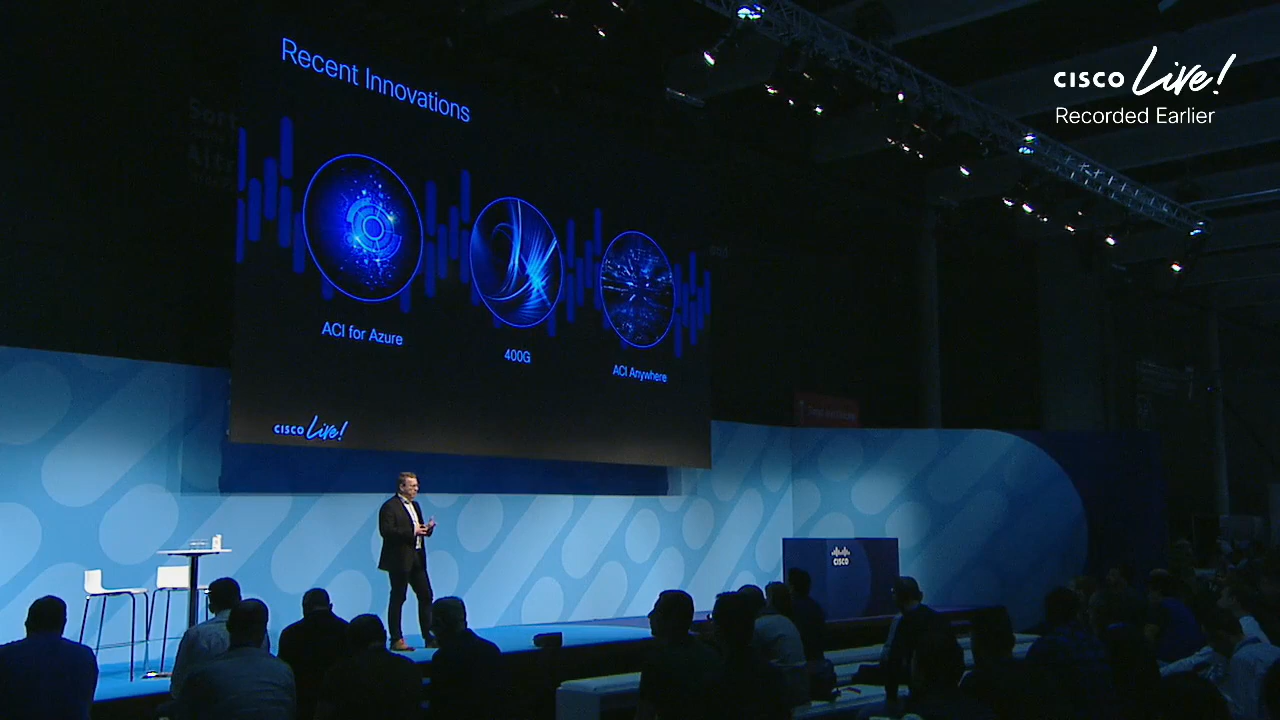 Recent Innovations
CISCO Live!
Recorded Earlier
ACI for Azure
400G
ACI Anywhere
CISCO Live!
CISCO